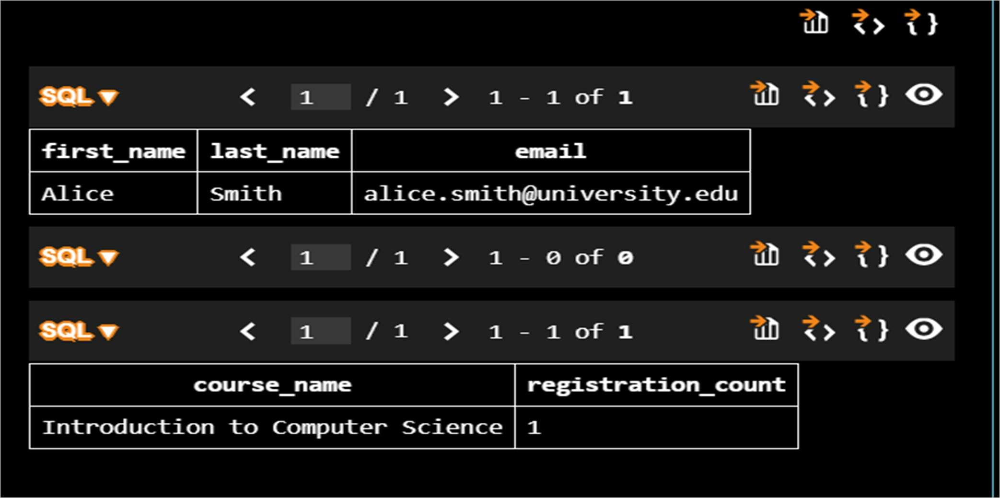 SQL 1 / 1 1 - 1 of 1
first_name last_name email
Alice Smith alice.smith@university.edu
SQL 1 / 1 1 - 0 of 0
SQL 1 / 1 1 - 1 of 1
course_name registration_count
Introduction to Computer Science 1